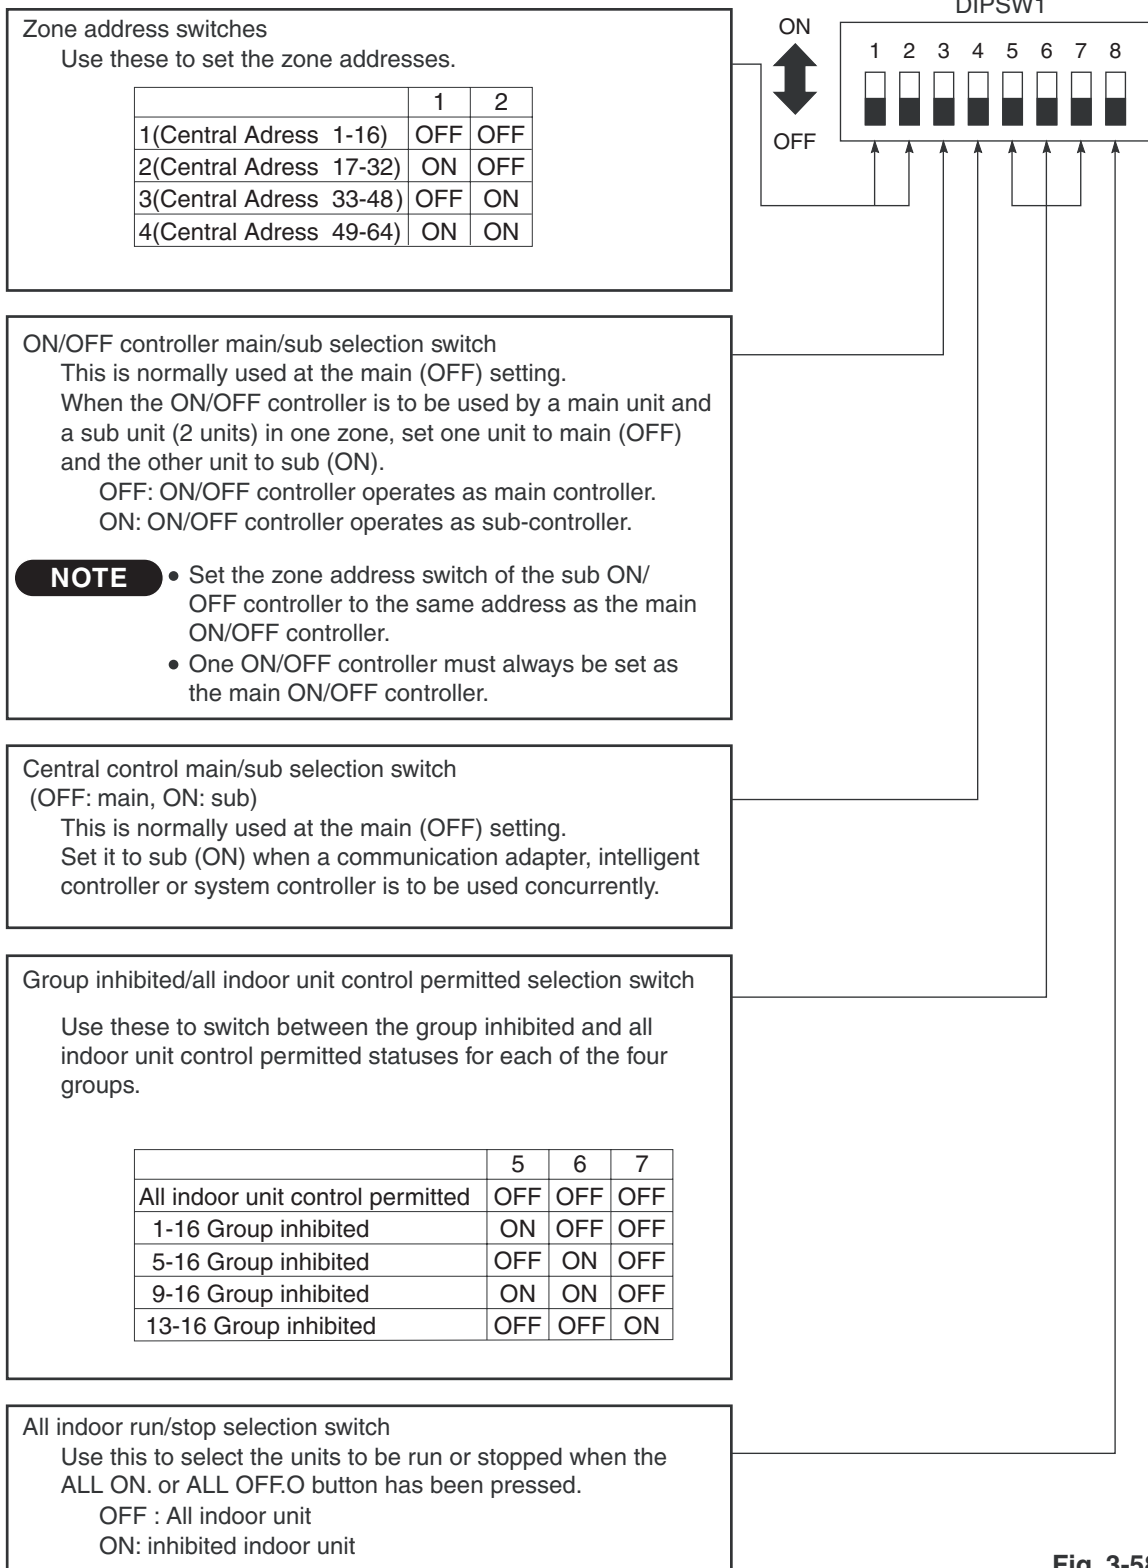 DIPSW1
ON
1 2 3 4 5 6 7 8
OFF
Zone address switches
Use these to set the zone addresses.
1 2
1(Central Adress 1-16) OFF OFF
2(Central Adress 17-32) ON OFF
3(Central Adress 33-48) OFF ON
4(Central Adress 49-64) ON ON
ON/OFF controller main/sub selection switch
This is normally used at the main (OFF) setting.
When the ON/OFF controller is to be used by a main unit and
a sub unit (2 units) in one zone, set one unit to main (OFF)
and the other unit to sub (ON).
OFF: ON/OFF controller operates as main controller.
ON: ON/OFF controller operates as sub-controller.
NOTE • Set the zone address switch of the sub ON/
OFF controller to the same address as the main
ON/OFF controller.
• One ON/OFF controller must always be set as
the main ON/OFF controller.
Central control main/sub selection switch
(OFF: main, ON: sub)
This is normally used at the main (OFF) setting.
Set it to sub (ON) when a communication adapter, intelligent
controller or system controller is to be used concurrently.
Group inhibited/all indoor unit control permitted selection switch
Use these to switch between the group inhibited and all
indoor unit control permitted statuses for each of the four
groups.
5 6 7
All indoor unit control permitted OFF OFF OFF
1-16 Group inhibited ON OFF OFF
5-16 Group inhibited OFF ON OFF
9-16 Group inhibited ON ON OFF
13-16 Group inhibited OFF OFF ON
All indoor run/stop selection switch
Use this to select the units to be run or stopped when the
ALL ON. or ALL OFF.O button has been pressed.
OFF : All indoor unit
ON: inhibited indoor unit
Fig. 3-5